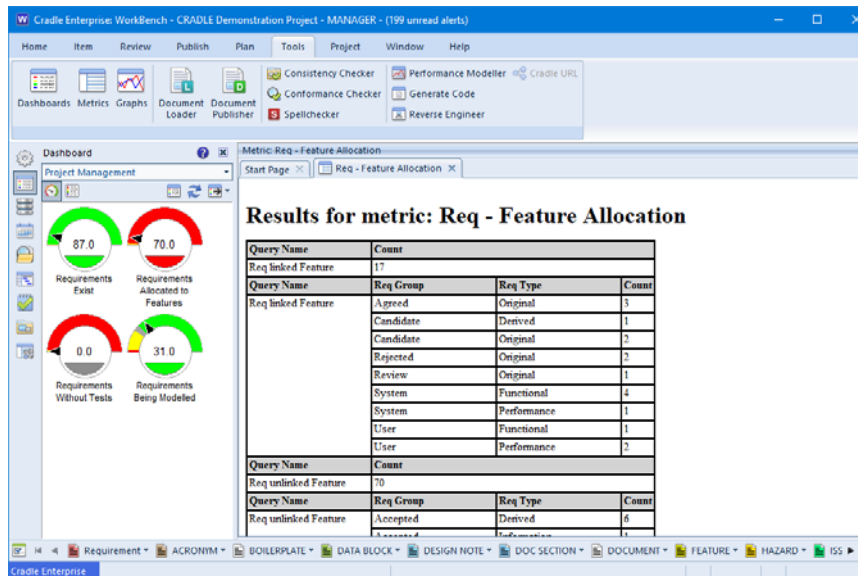 Cradle Enterprise: WorkBench - CRADLE Demonstration Project - MANAGER - (199 unread alerts)
Home Item Review Publish Plan Tools Project Window Help
Dashboards Metrics Graphs Document Loader Document Publisher
Consistency Checker Performance Modeller Cradle URL
Conformance Checker Generate Code
Spellchecker Reverse Engineer
Dashboard
Metric: Req - Feature Allocation
Project Management
Start Page Req - Feature Allocation
87.0 70.0
Requirements Exist
Requirements Allocated to Features
0.0 31.0
Requirements Without Tests
Requirements Being Modelled
Results for metric: Req - Feature Allocation
Query Name Count
Req linked Feature 17
Query Name Req Group Req Type Count
Req linked Feature Agreed Original 3
Candidate Derived 1
Candidate Original 2
Rejected Original 2
Review Original 1
System Functional 4
System Performance 1
User Functional 1
User Performance 2
Query Name Count
Req unlinked Feature 70
Query Name Req Group Req Type Count
Req unlinked Feature Accepted Derived 6
Requirement ACRONYM BOILERPLATE DATA BLOCK DESIGN NOTE DOC SECTION DOCUMENT FEATURE HAZARD ISS
Cradle Enterprise